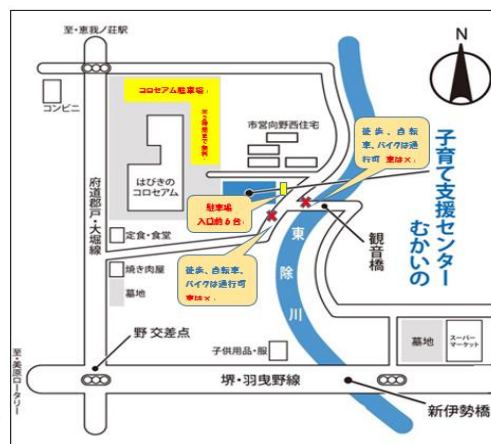 至・恵我ノ荘駅
N
コンビニ
コロセアム駐車場
※2時間まで無料
市営向野西住宅
徒歩、自転
車、バイクは通
行可 車は×
子育て支援センター
むかいの
府道郡戸・大堀線
はびきの
コロセアム
駐車場
入口前6台
定食・食堂
観音橋
東除川
焼き肉屋
墓地
徒歩、自転車、
バイクは通行可
車は×
野 交差点
子供用品・服
墓地
スーパー
マーケット
至・美原ロータリー
堺・羽曳野線
新伊勢橋